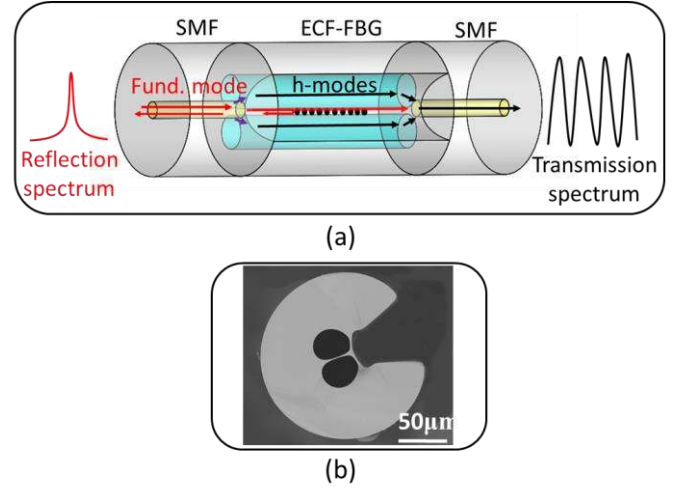 SMF
ECF-FBG
SMF
Fund. mode
h-modes
Reflection
spectrum
Transmission
spectrum
(a)
50μm
(b)